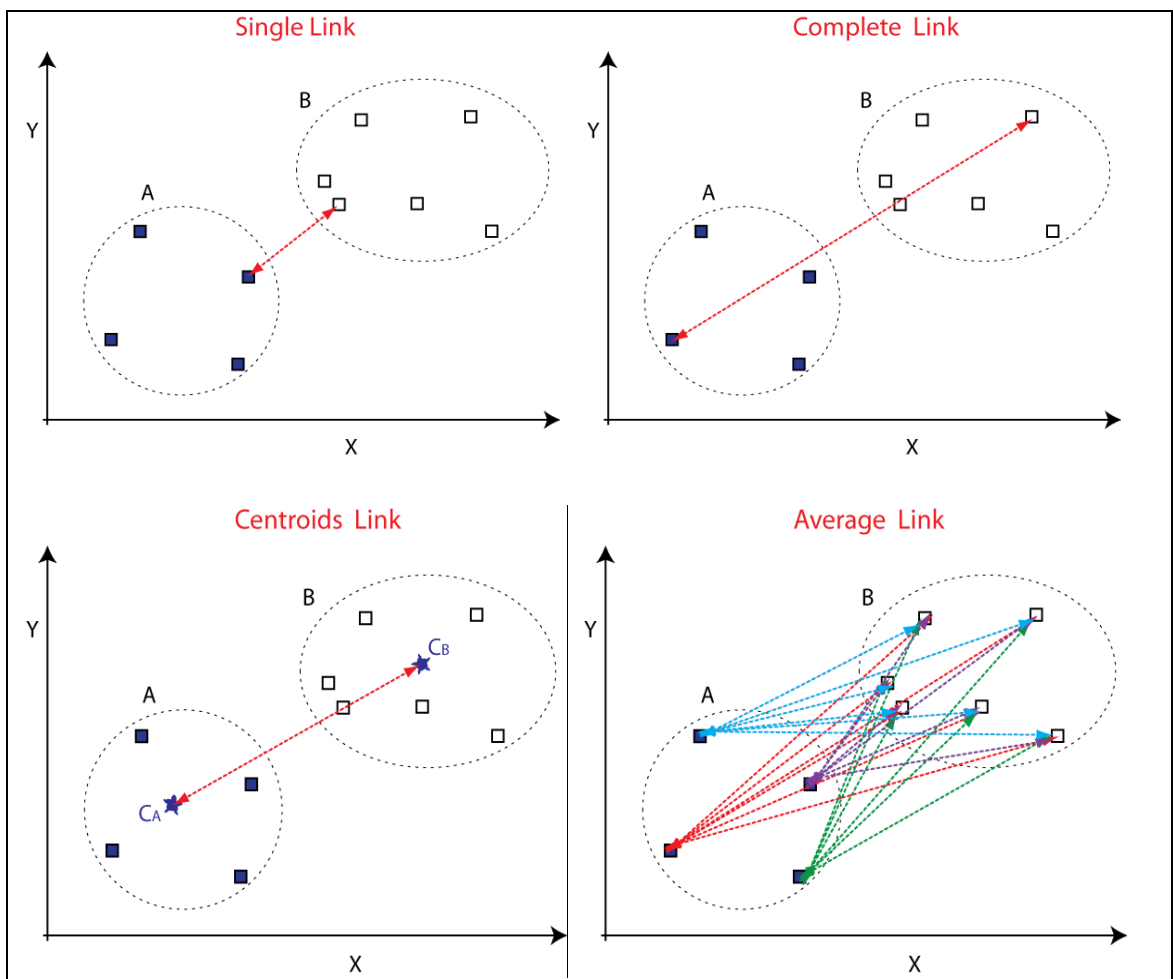 Single Link
B
Y
A
X
Complete Link
B
Y
A
X
Centroids Link
B
Y
CB
A
CA
X
Average Link
B
Y
A
X